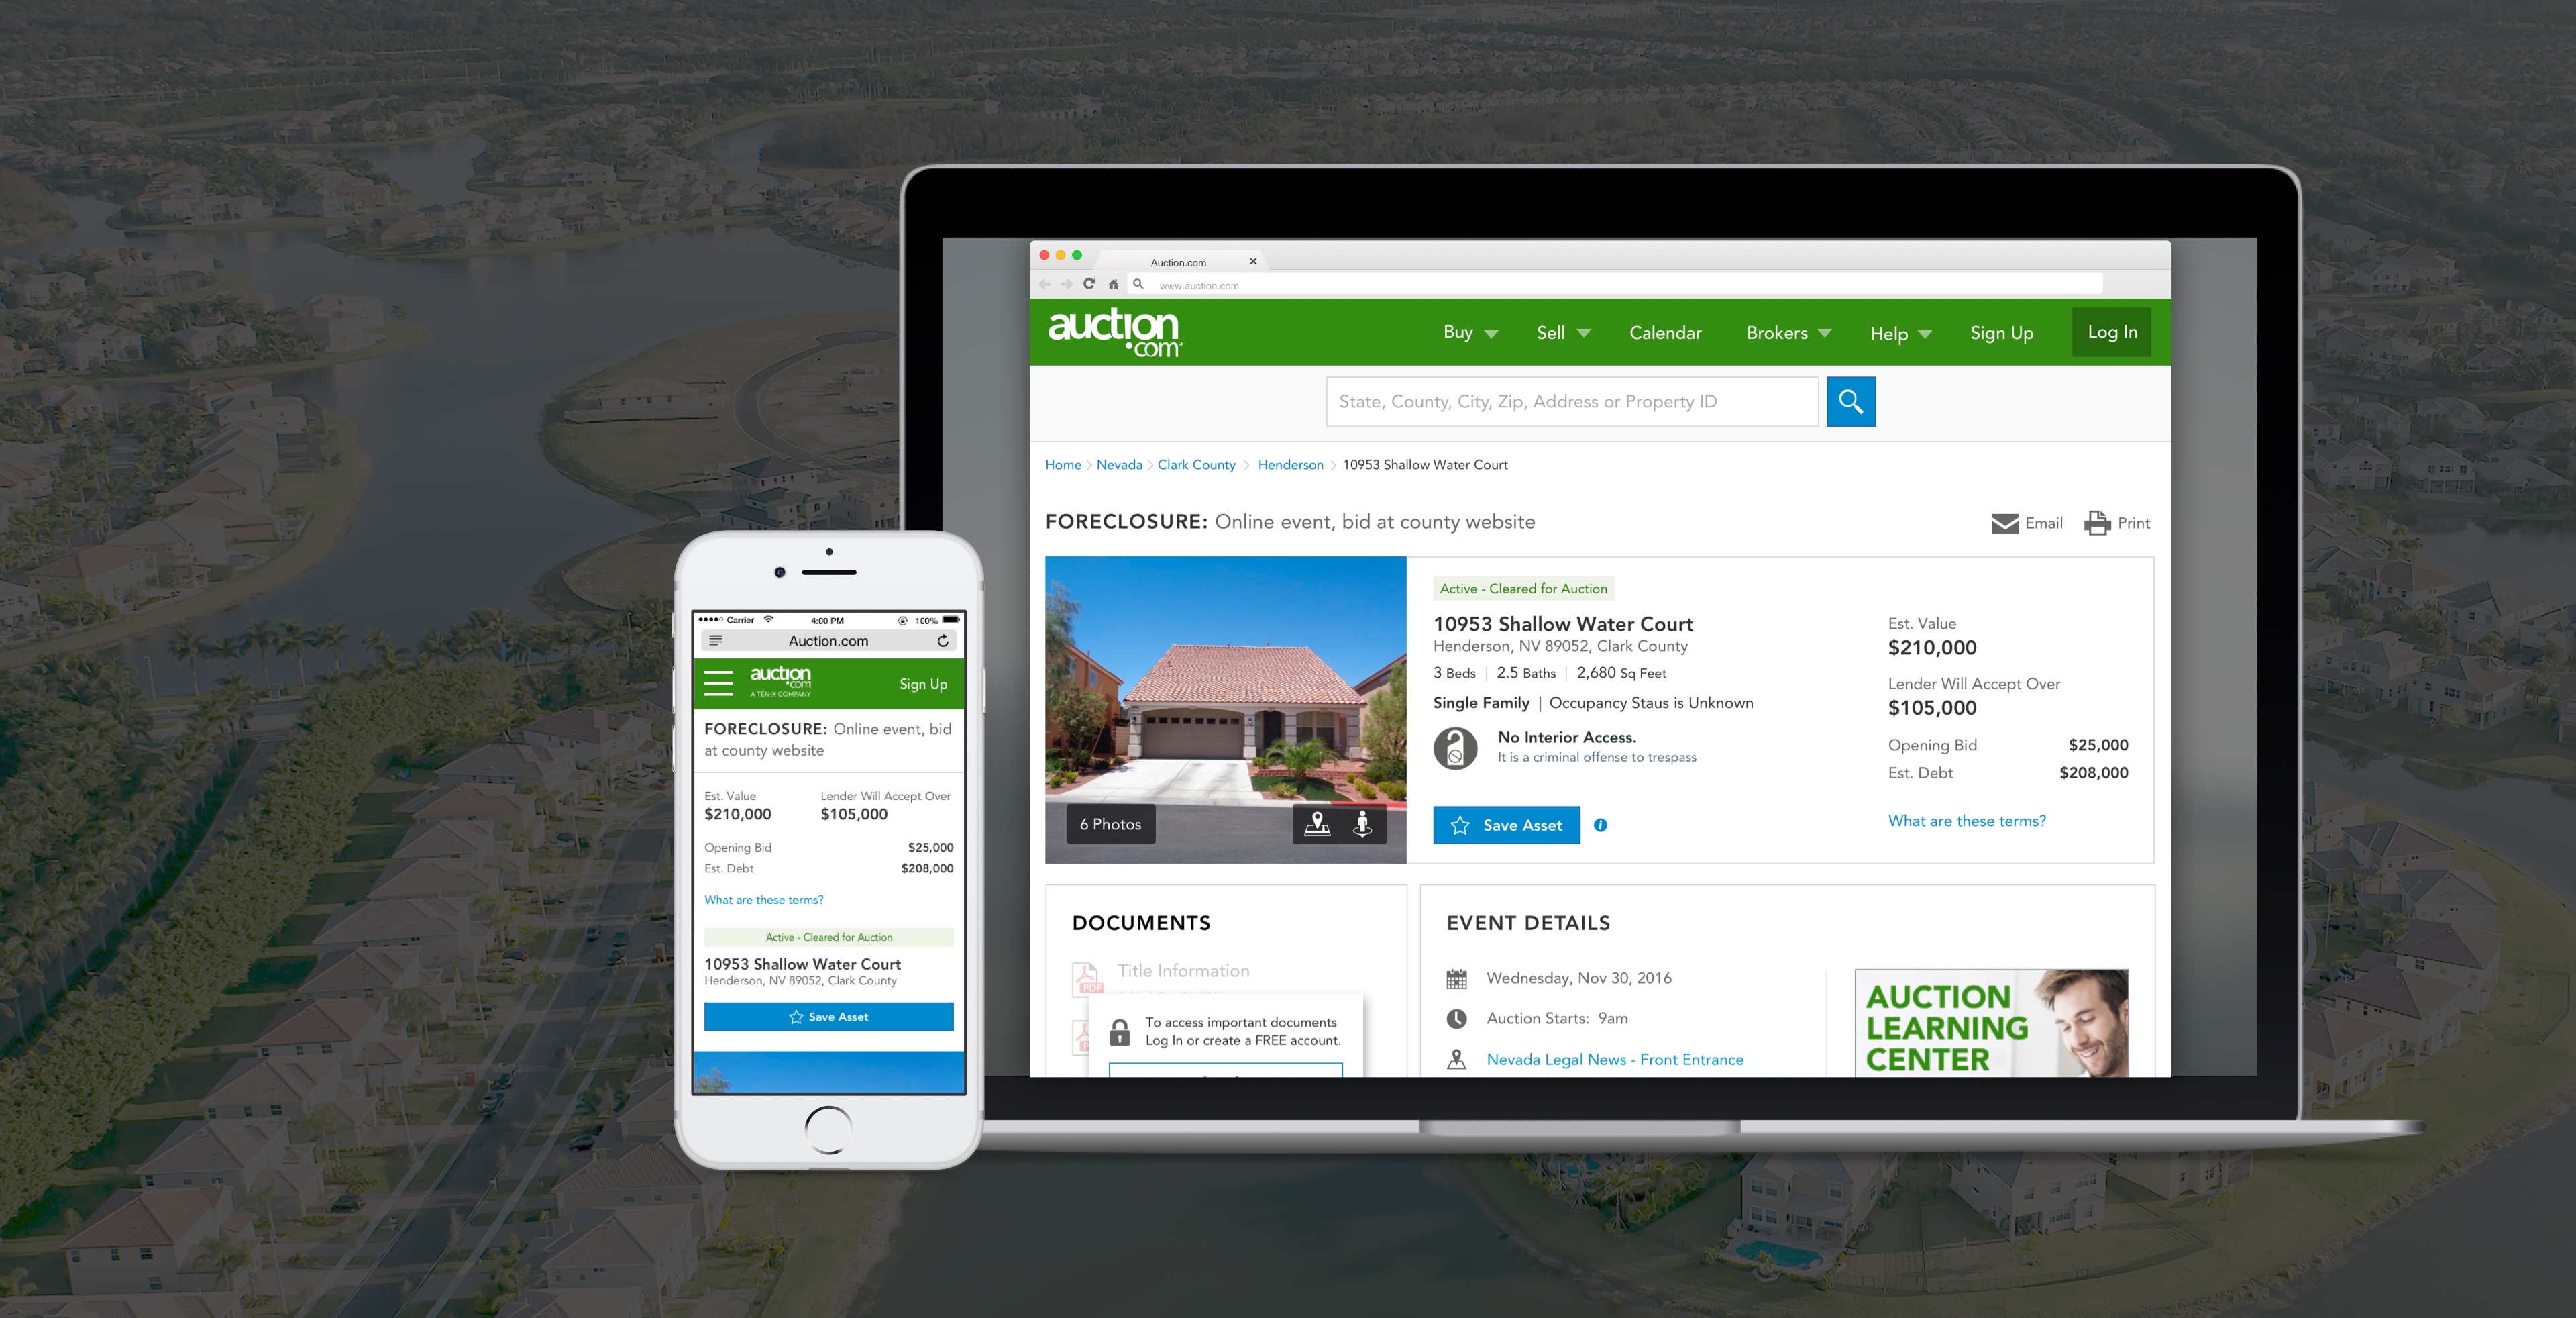 Auction.com
www.auction.com
auction
.com
Buy Sell Calendar Brokers Help Sign Up Log In
State, County, City, Zip, Address or Property ID
Home > Nevada > Clark County > Henderson > 10953 Shallow Water Court
FORECLOSURE: Online event, bid at county website
Email Print
6 Photos
Active - Cleared for Auction
10953 Shallow Water Court
Henderson, NV 89052, Clark County
3 Beds | 2.5 Baths | 2,680 Sq Feet
Single Family | Occupancy Staus is Unknown
No Interior Access.
It is a criminal offense to trespass
Save Asset
Est. Value
$210,000
Lender Will Accept Over
$105,000
Opening Bid $25,000
Est. Debt $208,000
What are these terms?
DOCUMENTS
Title Information
PDF
To access important documents
Log In or create a FREE account.
EVENT DETAILS
Wednesday, Nov 30, 2016
Auction Starts: 9am
Nevada Legal News - Front Entrance
AUCTION
LEARNING
CENTER
Carrier 4:00 PM 100%
Auction.com
auction
.com
A TEN-X COMPANY
Sign Up
FORECLOSURE: Online event, bid
at county website
Est. Value Lender Will Accept Over
$210,000 $105,000
Opening Bid $25,000
Est. Debt $208,000
What are these terms?
Active - Cleared for Auction
10953 Shallow Water Court
Henderson, NV 89052, Clark County
Save Asset